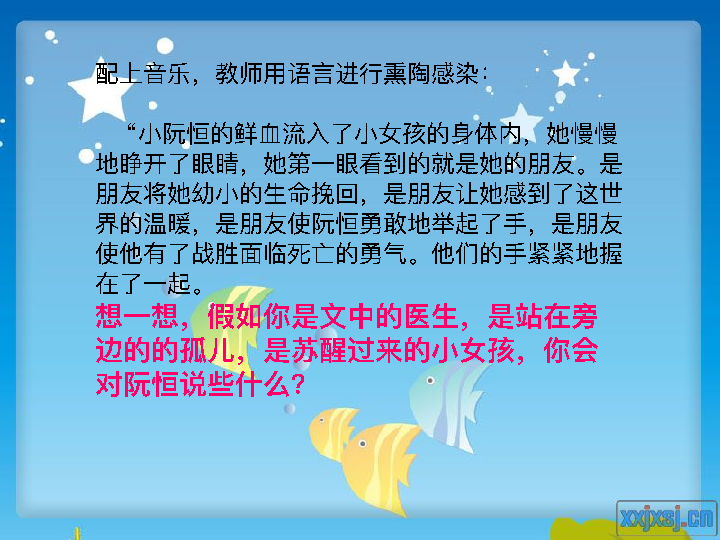 配上音乐，教师用语言进行熏陶感染：
“小阮恒的鲜血流入了小女孩的身体内，她慢慢
地睁开了眼睛，她第一眼看到的就是她的朋友。是
朋友将她幼小的生命挽回，是朋友让她感到了这世
界的温暖，是朋友使阮恒勇敢地举起了手，是朋友
使他有了战胜面临死亡的勇气。他们的手紧紧地握
在了一起。
想一想，假如你是文中的医生，是站在旁
边的的孤儿，是苏醒过来的小女孩，你会
对阮恒说些什么？
xxjxsj.cn